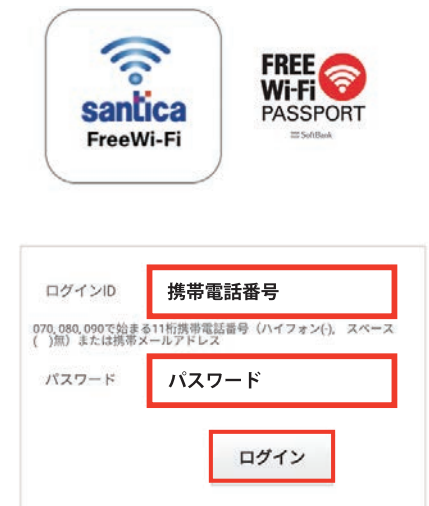 santica
FreeWi-Fi
FREE
Wi-Fi
PASSPORT
SoftBank
ログインID
携帯電話番号
070, 080, 090で始まる11桁携帯電話番号（ハイフォン(-)、スペース
(　)無）または携帯メールアドレス
パスワード
パスワード
ログイン